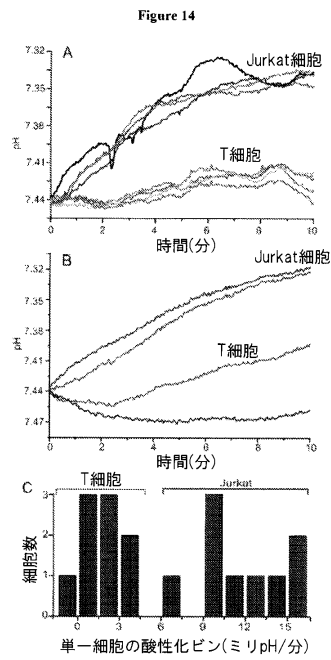 Figure 14
A
Jurkat細胞
T細胞
pH
7.32
7.35
7.38
7.41
7.44
0 2 4 6 8 10
時間(分)
B
Jurkat細胞
T細胞
pH
7.32
7.35
7.38
7.41
7.44
7.47
0 2 4 6 8 10
時間(分)
C
T細胞
Jurkat
細胞数
3
2
1
0
0 3 6 9 12 15
単一細胞の酸性化ビン(ミリpH/分)